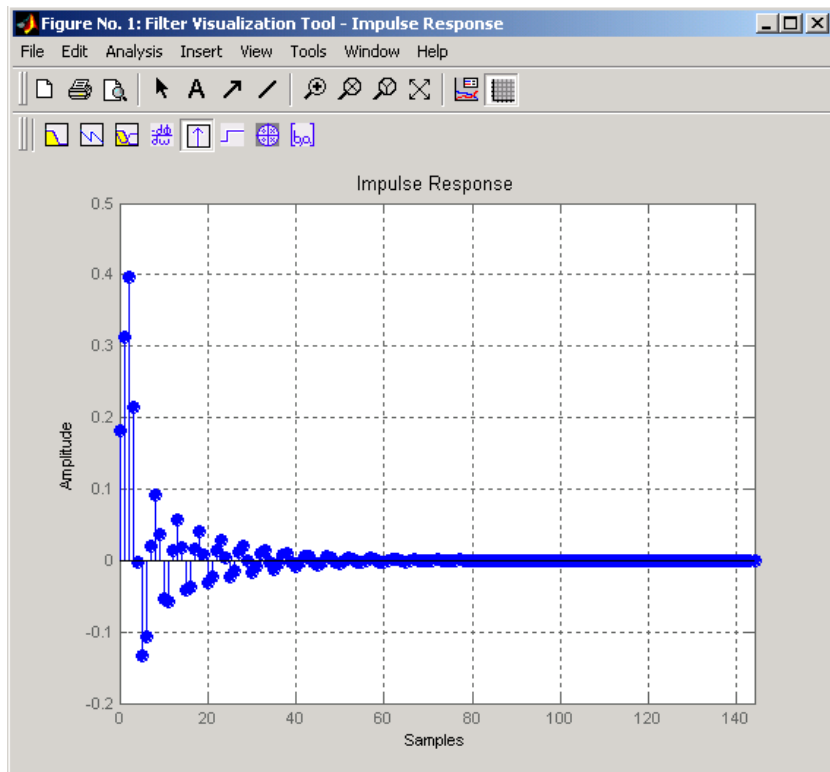 Figure No. 1: Filter Visualization Tool - Impulse Response
File Edit Analysis Insert View Tools Window Help
A
-dΦ
dω
[b,a]
Impulse Response
0.5
0.4
0.3
0.2
0.1
0
-0.1
-0.2
Amplitude
0 20 40 60 80 100 120 140
Samples